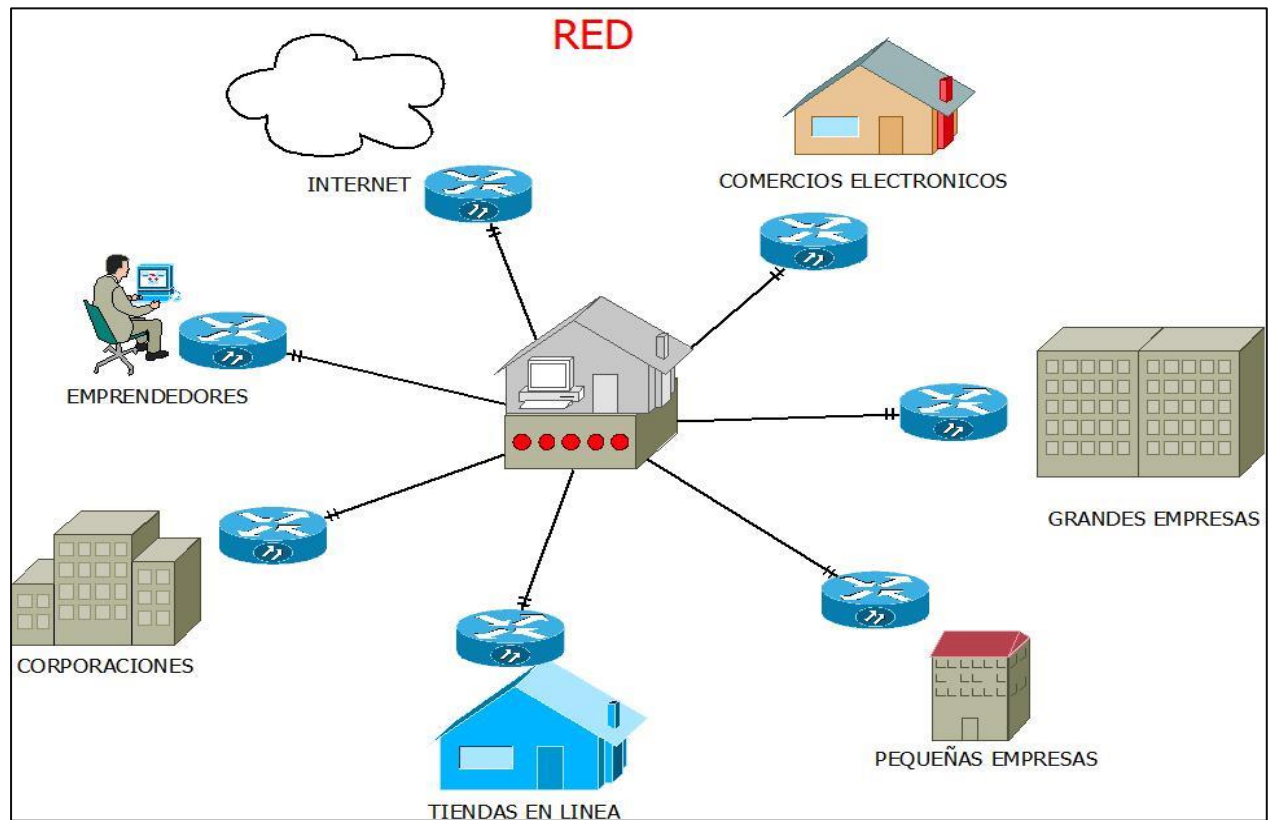 RED
INTERNET
COMERCIOS ELECTRONICOS
EMPRENDEDORES
GRANDES EMPRESAS
CORPORACIONES
PEQUEÑAS EMPRESAS
TIENDAS EN LINEA